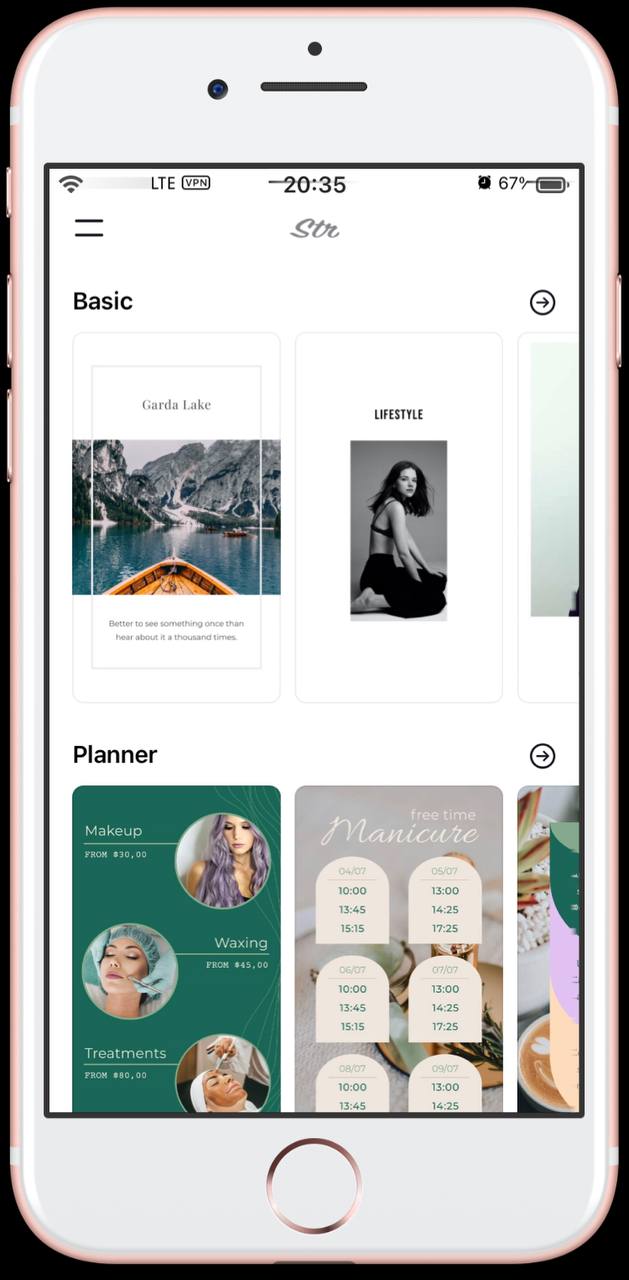 LTE VPN 20:35 67%
Str
Basic
Garda Lake
Better to see something once than
hear about it a thousand times.
LIFESTYLE
Planner
Makeup
FROM $30,00
Waxing
FROM $45,00
Treatments
FROM $80,00
free time
Manicure
04/07 05/07
10:00 13:00
13:45 14:25
15:15 17:25
06/07 07/07
10:00 13:00
13:45 14:25
15:15 17:25
08/07 09/07
10:00 13:00
13:45 14:25